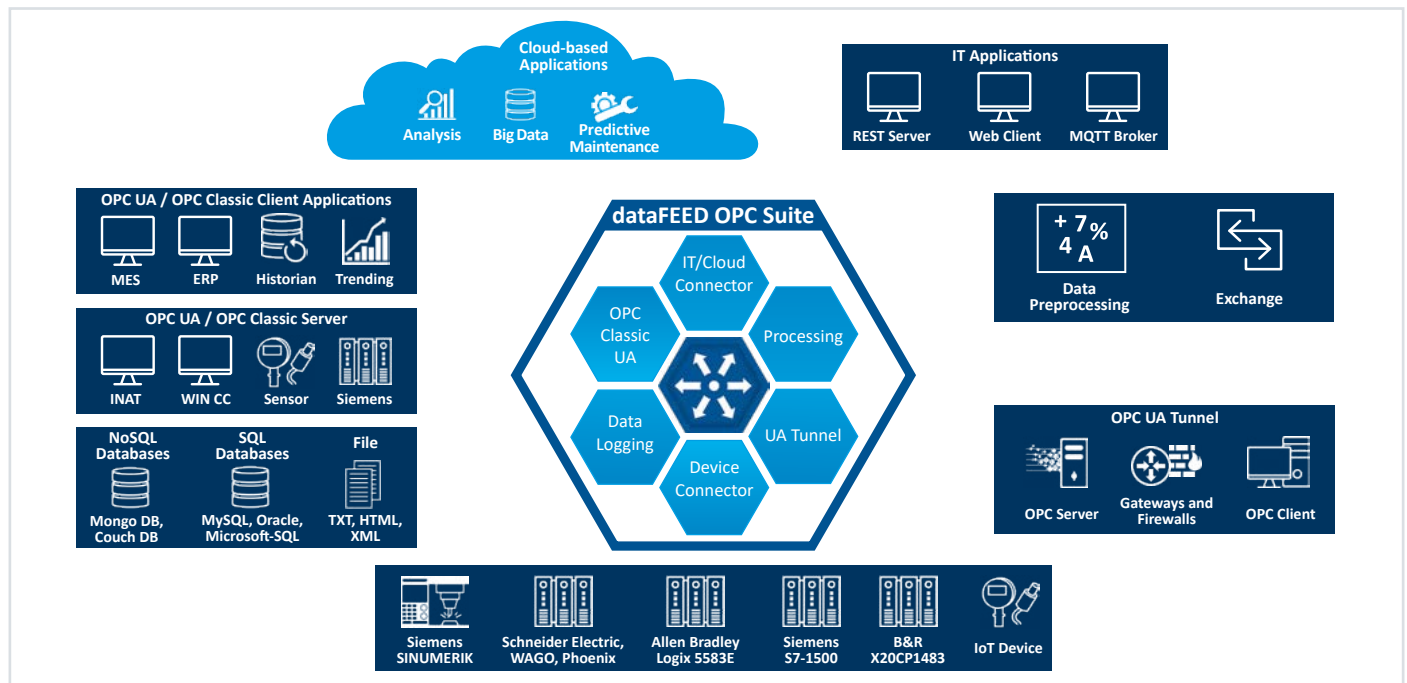 Cloud-based
Applications
Analysis
Big Data
Predictive
Maintenance
IT Applications
REST Server
Web Client
MQTT Broker
OPC UA / OPC Classic Client Applications
MES
ERP
Historian
Trending
OPC UA / OPC Classic Server
INAT
WIN CC
Sensor
Siemens
NoSQL
Databases
Mongo DB,
Couch DB
SQL
Databases
MySQL, Oracle,
Microsoft-SQL
File
TXT, HTML,
XML
dataFEED OPC Suite
IT/Cloud
Connector
OPC
Classic
UA
Processing
Data
Logging
UA Tunnel
Device
Connector
+ 7%
4 A
Data
Preprocessing
Exchange
OPC UA Tunnel
OPC Server
Gateways and
Firewalls
OPC Client
Siemens
SINUMERIK
Schneider Electric,
WAGO, Phoenix
Allen Bradley
Logix 5583E
Siemens
S7-1500
B&R
X20CP1483
IoT Device